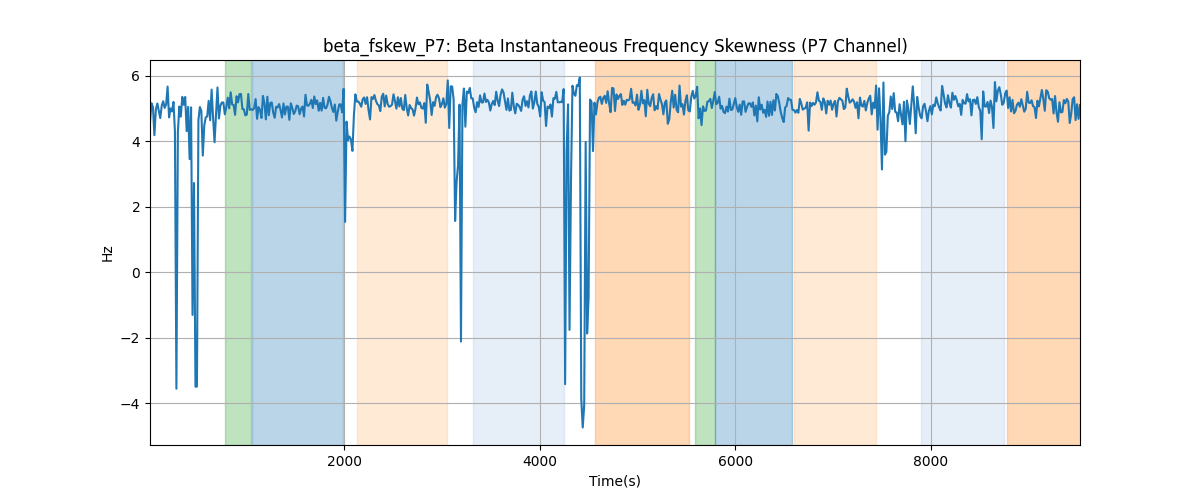 beta_fskew_P7: Beta Instantaneous Frequency Skewness (P7 Channel)
6
4
2
0
−2
−4
Hz
2000 4000 6000 8000
Time(s)